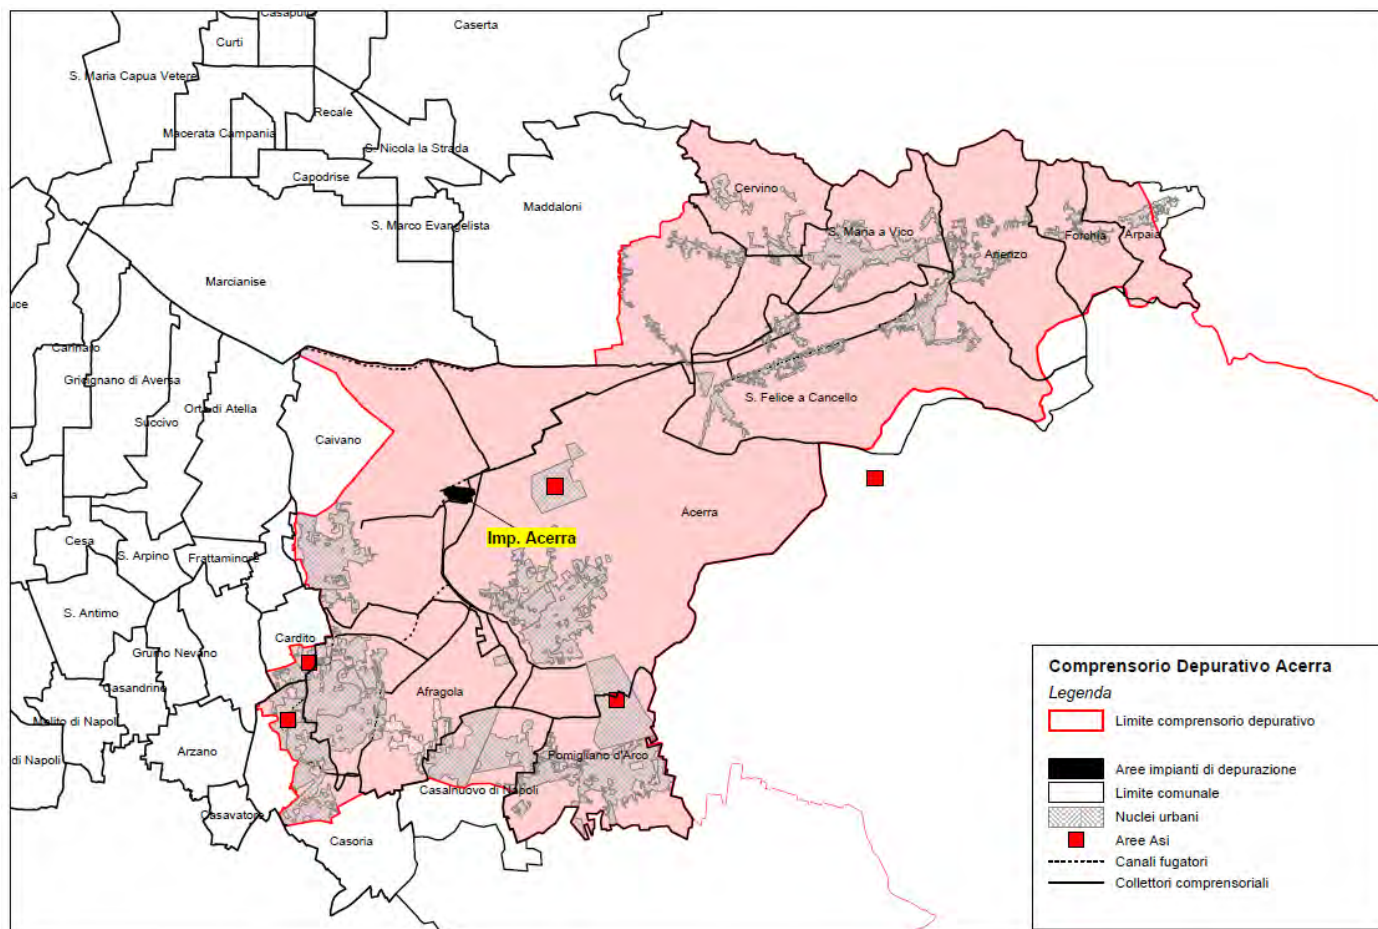 Casapulla
Caserta
Curti
S. Maria Capua Vetere
Recale
Macerata Campania
S. Nicola la Strada
Capodrise
Cervino
Maddaloni
S. Marco Evangelista
S. Maria a Vico
Forchia
Arpaia
Arienzo
Marcianise
uce
Carinaro
Gricignano di Aversa
S. Felice a Cancello
Orta di Atella
Succivo
Caivano
a
Acerra
Imp. Acerra
Cesa
S. Arpino
Frattaminore
S. Antimo
Cardito
Grumo Nevano
Casandrino
Afragola
Melito di Napoli
Arzano
di Napoli
Pomigliano d'Arco
Casalnuovo di Napoli
Casavatore
Casoria
Comprensorio Depurativo Acerra
Legenda
Limite comprensorio depurativo
Aree impianti di depurazione
Limite comunale
Nuclei urbani
Aree Asi
Canali fugatori
Collettori comprensoriali